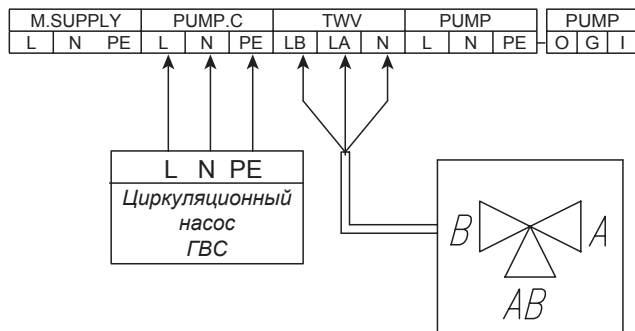 M.SUPPLY PUMP.C TWV PUMP PUMP
L N PE L N PE LB LA N L N PE O G I
L N PE
Циркуляционный
насос
ГВС
B A
AB